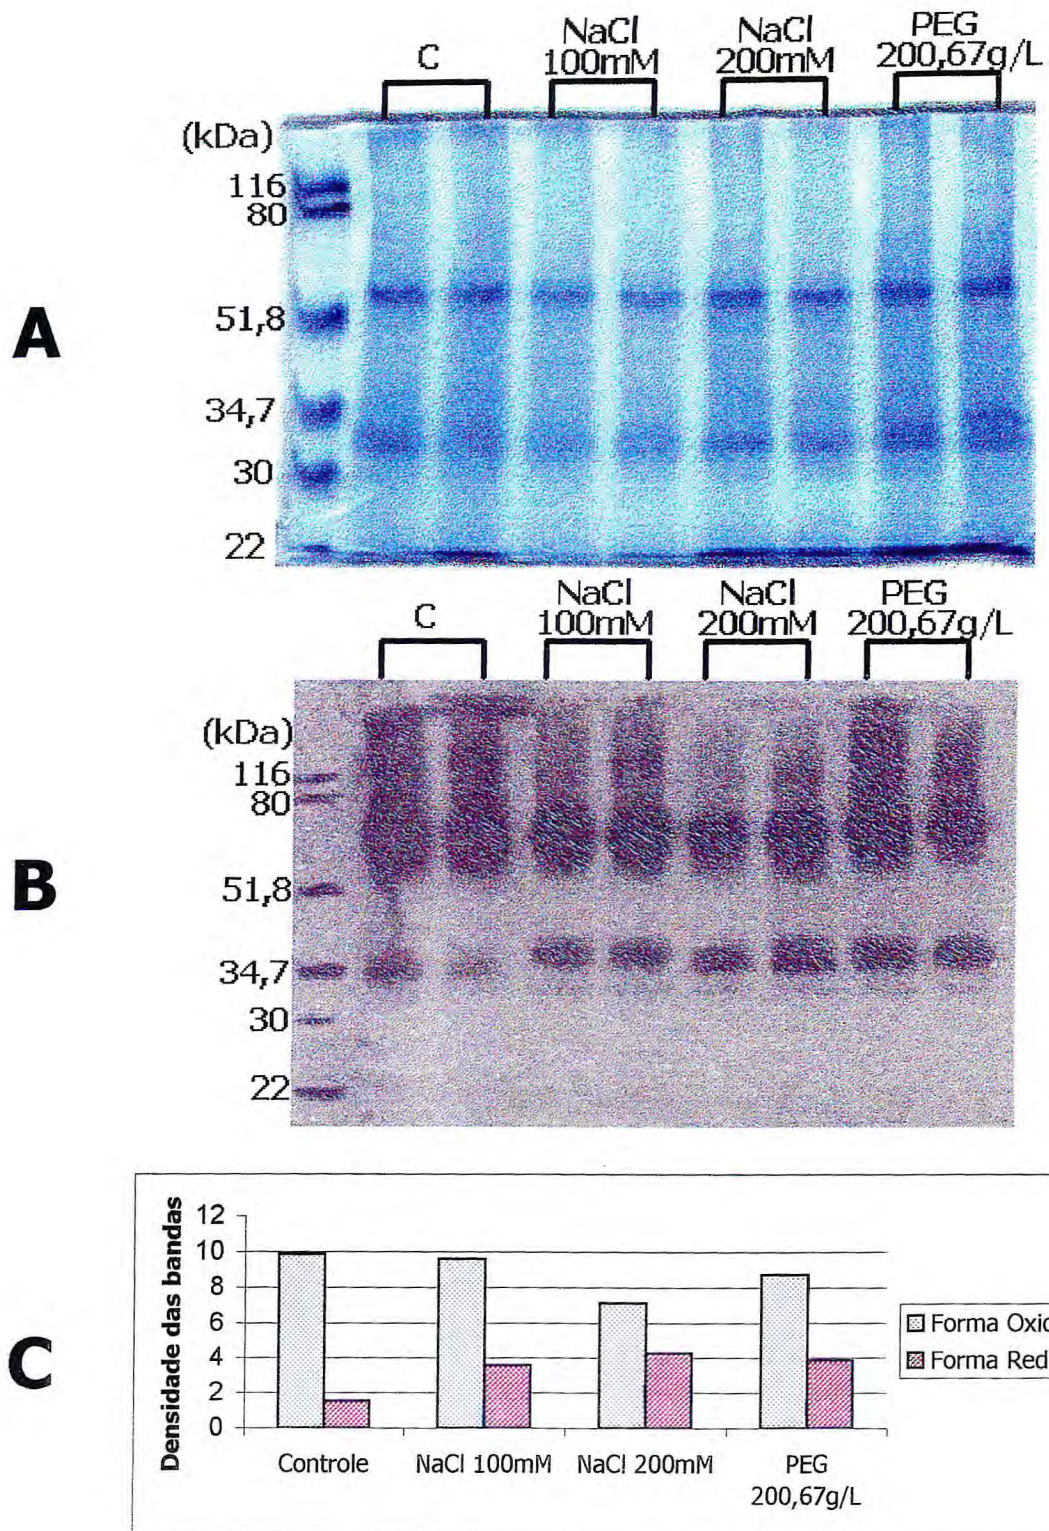 A
C
NaCl
100mM
NaCl
200mM
PEG
200,67g/L
(kDa)
116
80
51,8
34,7
30
22
B
C
NaCl
100mM
NaCl
200mM
PEG
200,67g/L
(kDa)
116
80
51,8
34,7
30
22
C
Densidade das bandas
12
10
8
6
4
2
0
Controle
NaCl 100mM
NaCl 200mM
PEG
200,67g/L
Forma Oxid
Forma Red